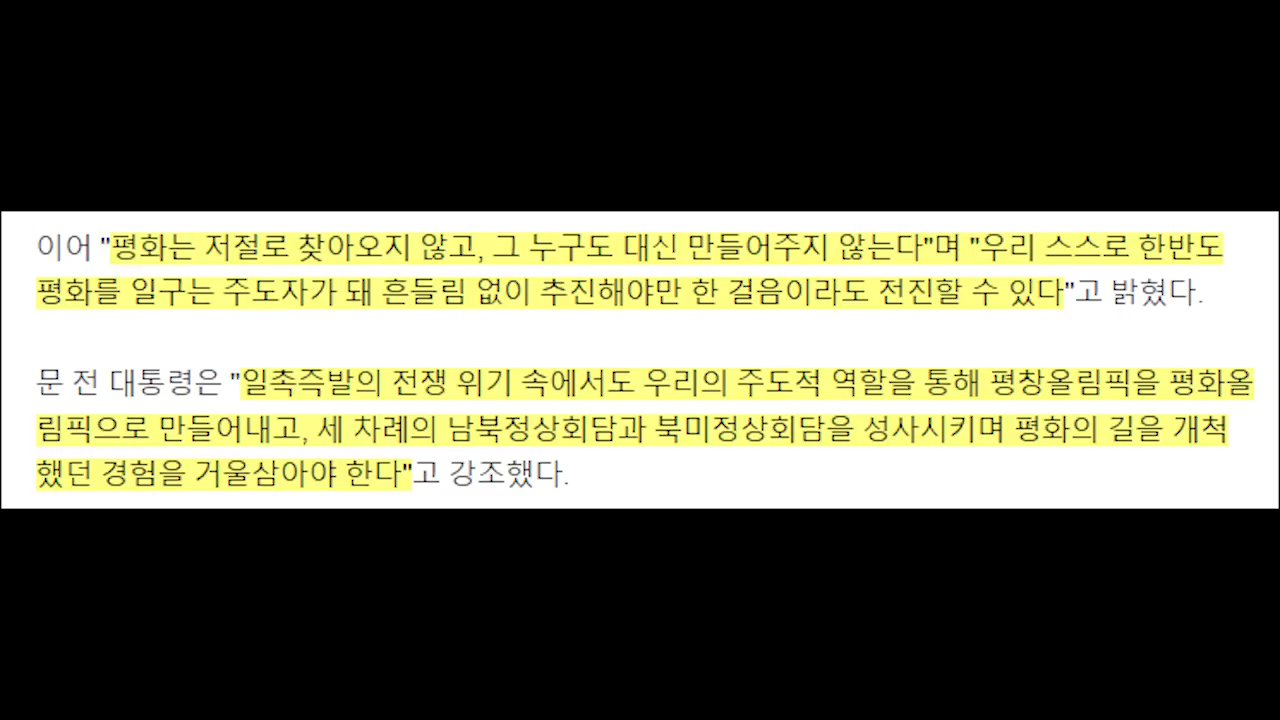 이어 "평화는 저절로 찾아오지 않고, 그 누구도 대신 만들어주지 않는다"며 "우리 스스로 한반도
평화를 일구는 주도자가 돼 흔들림 없이 추진해야만 한 걸음이라도 전진할 수 있다"고 밝혔다.
문 전 대통령은 "일촉즉발의 전쟁 위기 속에서도 우리의 주도적 역할을 통해 평창올림픽을 평화올
림픽으로 만들어내고, 세 차례의 남북정상회담과 북미정상회담을 성사시키며 평화의 길을 개척
했던 경험을 거울삼아야 한다"고 강조했다.